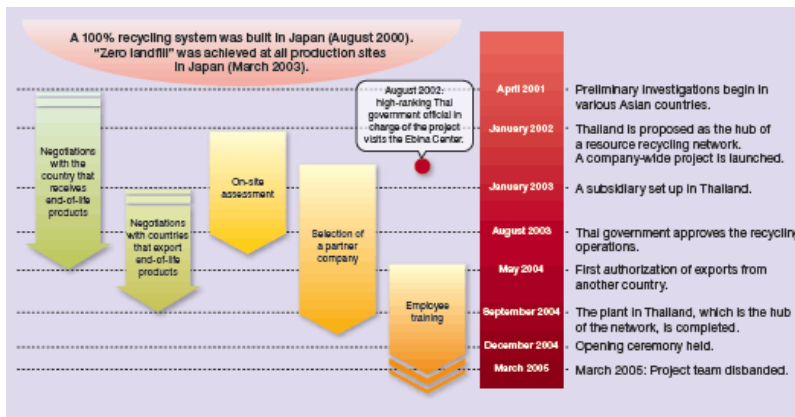 A 100% recycling system was built in Japan (August 2000).
"Zero landfill" was achieved at all production sites
in Japan (March 2003).
Negotiations
with the
country that
receives
end-of-life
products
Negotiations
with countries
that export
end-of-life
products
On-site
assessment
Selection of
a partner
company
Employee
training
August 2002:
high-ranking Thai
government official in
charge of the project
visits the Ebina Center.
April 2001
Preliminary investigations begin in
various Asian countries.
January 2002
Thailand is proposed as the hub of
a resource recycling network.
A company-wide project is launched.
January 2003
A subsidiary set up in Thailand.
August 2003
Thai government approves the recycling
operations.
May 2004
First authorization of exports from
another country.
September 2004
The plant in Thailand, which is the hub
of the network, is completed.
December 2004
Opening ceremony held.
March 2005
March 2005: Project team disbanded.